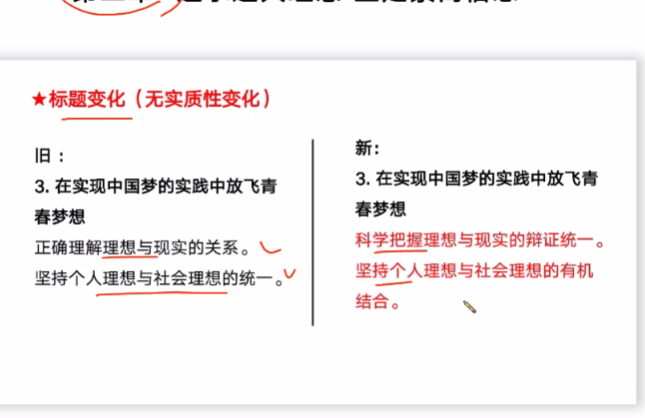 ★标题变化（无实质性变化）
旧：
3. 在实现中国梦的实践中放飞青
春梦想
正确理解理想与现实的关系。
坚持个人理想与社会理想的统一。
新：
3. 在实现中国梦的实践中放飞青
春梦想
科学把握理想与现实的辩证统一。
坚持个人理想与社会理想的有机
结合。